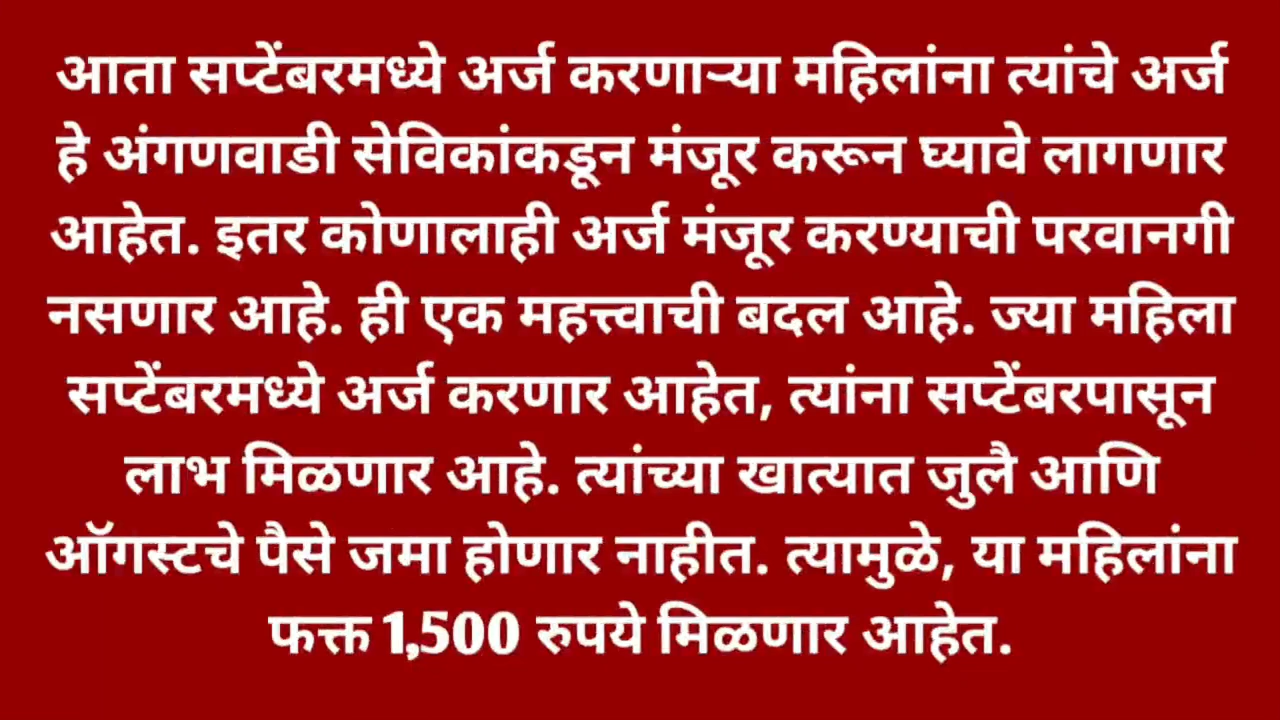 आता सप्टेंबरमध्ये अर्ज करणाऱ्या महिलांना त्यांचे अर्ज
हे अंगणवाडी सेविकांकडून मंजूर करून घ्यावे लागणार
आहेत. इतर कोणालाही अर्ज मंजूर करण्याची परवानगी
नसणार आहे. ही एक महत्त्वाची बदल आहे. ज्या महिला
सप्टेंबरमध्ये अर्ज करणार आहेत, त्यांना सप्टेंबरपासून
लाभ मिळणार आहे. त्यांच्या खात्यात जुलै आणि
ऑगस्टचे पैसे जमा होणार नाहीत. त्यामुळे, या महिलांना
फक्त 1,500 रुपये मिळणार आहेत.